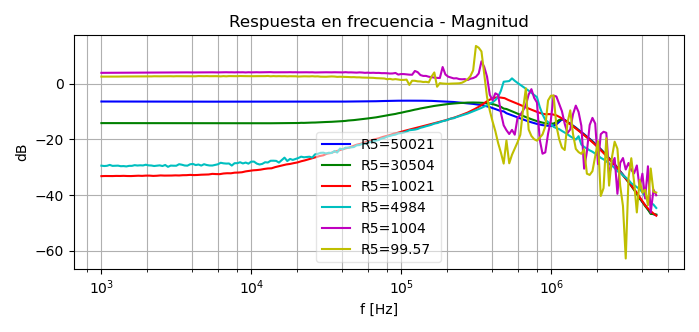 Respuesta en frecuencia - Magnitud
dB
0
−20
−40
−60
R5=50021
R5=30504
R5=10021
R5=4984
R5=1004
R5=99.57
10³
10⁴
10⁵
10⁶
f [Hz]